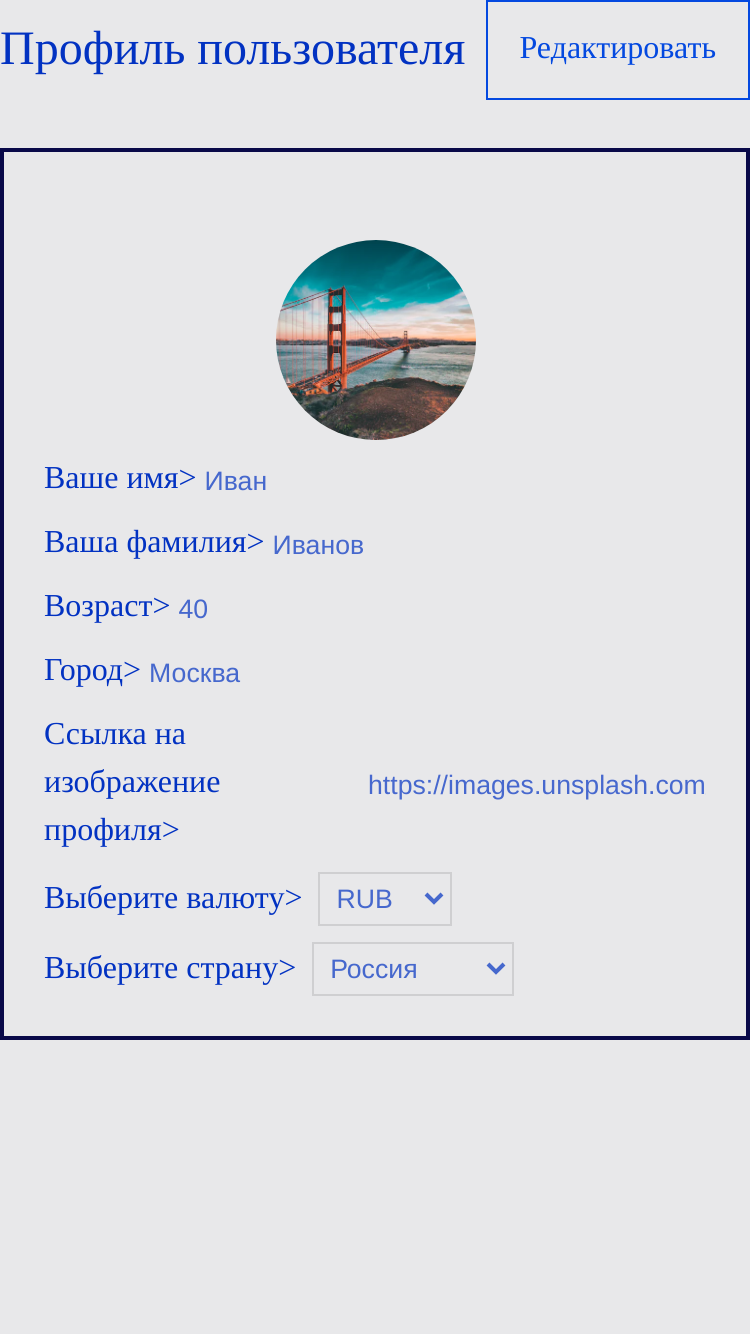 Профиль пользователя
Редактировать
Ваше имя> Иван
Ваша фамилия> Иванов
Возраст> 40
Город> Москва
Ссылка на
изображение
профиля>
https://images.unsplash.com
Выберите валюту> RUB
Выберите страну> Россия